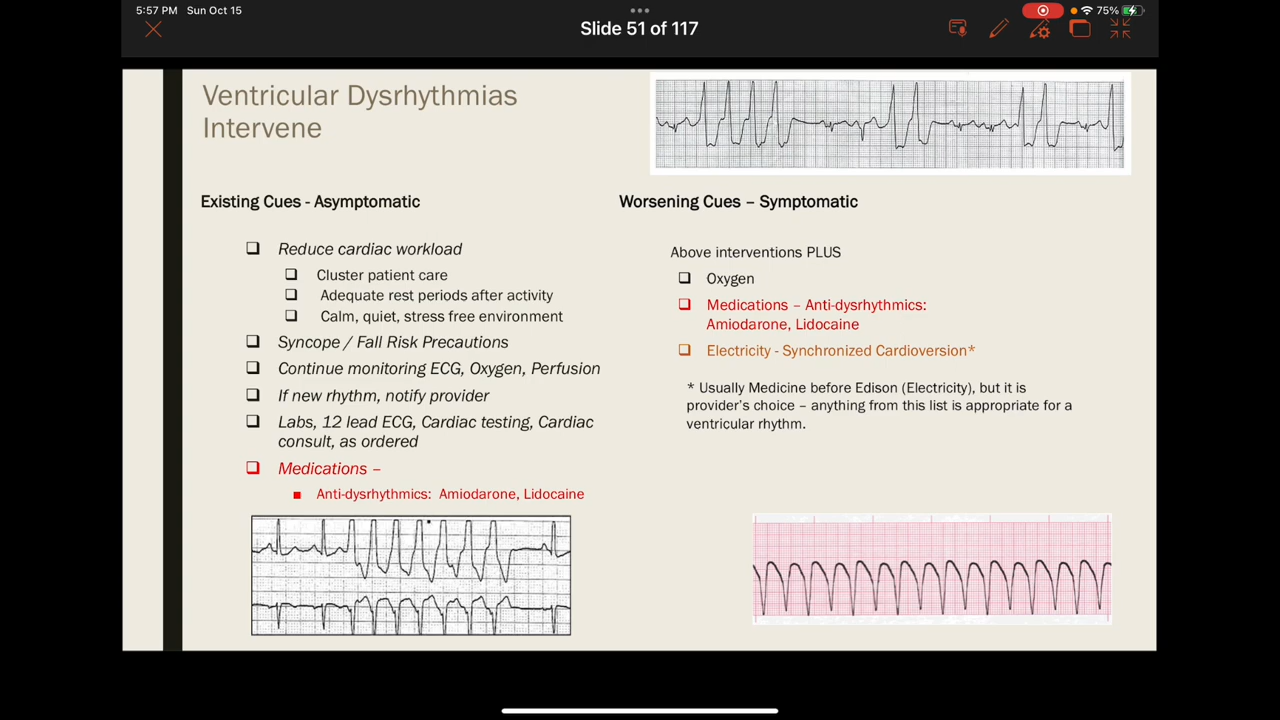 5:57 PM Sun Oct 15
75%
Slide 51 of 117
Ventricular Dysrhythmias
Intervene
Existing Cues - Asymptomatic
Reduce cardiac workload
Cluster patient care
Adequate rest periods after activity
Calm, quiet, stress free environment
Syncope / Fall Risk Precautions
Continue monitoring ECG, Oxygen, Perfusion
If new rhythm, notify provider
Labs, 12 lead ECG, Cardiac testing, Cardiac
consult, as ordered
Medications –
Anti-dysrhythmics: Amiodarone, Lidocaine
Worsening Cues – Symptomatic
Above interventions PLUS
Oxygen
Medications – Anti-dysrhythmics:
Amiodarone, Lidocaine
Electricity - Synchronized Cardioversion*
* Usually Medicine before Edison (Electricity), but it is
provider's choice – anything from this list is appropriate for a
ventricular rhythm.